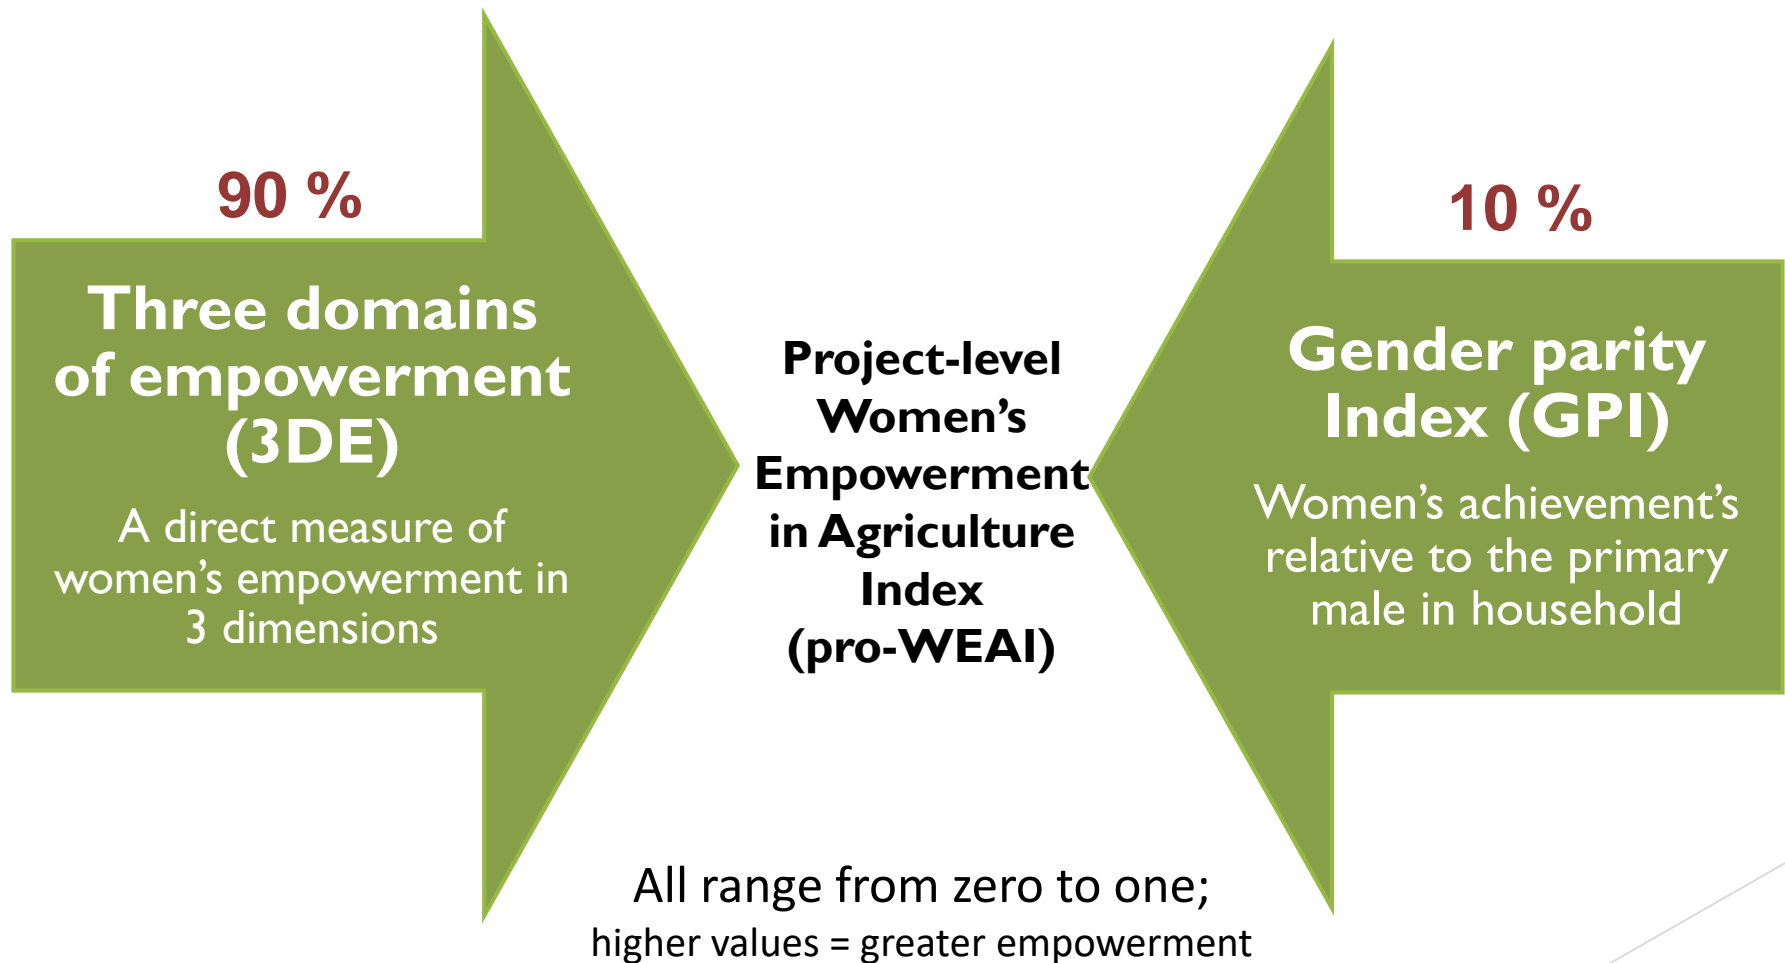 90 %
Three domains
of empowerment
(3DE)
A direct measure of
women’s empowerment in
3 dimensions
Project-level
Women’s
Empowerment
in Agriculture
Index
(pro-WEAI)
10 %
Gender parity
Index (GPI)
Women’s achievement’s
relative to the primary
male in household
All range from zero to one;
higher values = greater empowerment